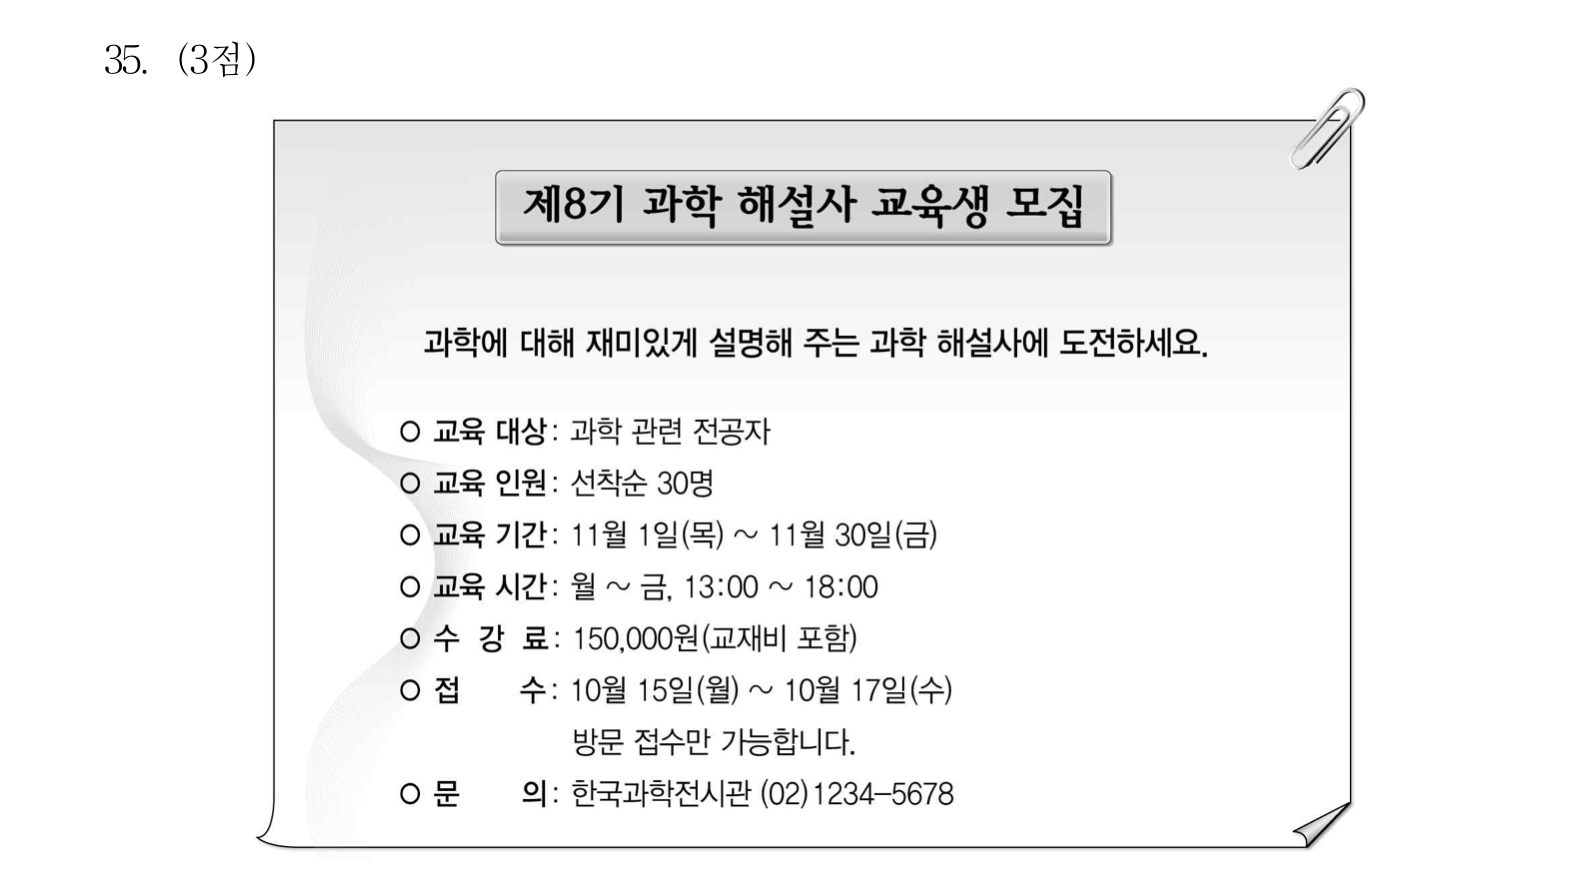 35. (3점)
제8기 과학 해설사 교육생 모집
과학에 대해 재미있게 설명해 주는 과학 해설사에 도전하세요.
○ 교육 대상: 과학 관련 전공자
○ 교육 인원: 선착순 30명
○ 교육 기간: 11월 1일(목) ~ 11월 30일(금)
○ 교육 시간: 월 ~ 금, 13:00 ~ 18:00
○ 수 강 료: 150,000원(교재비 포함)
○ 접 수: 10월 15일(월) ~ 10월 17일(수)
방문 접수만 가능합니다.
○ 문 의: 한국과학전시관 (02)1234-5678